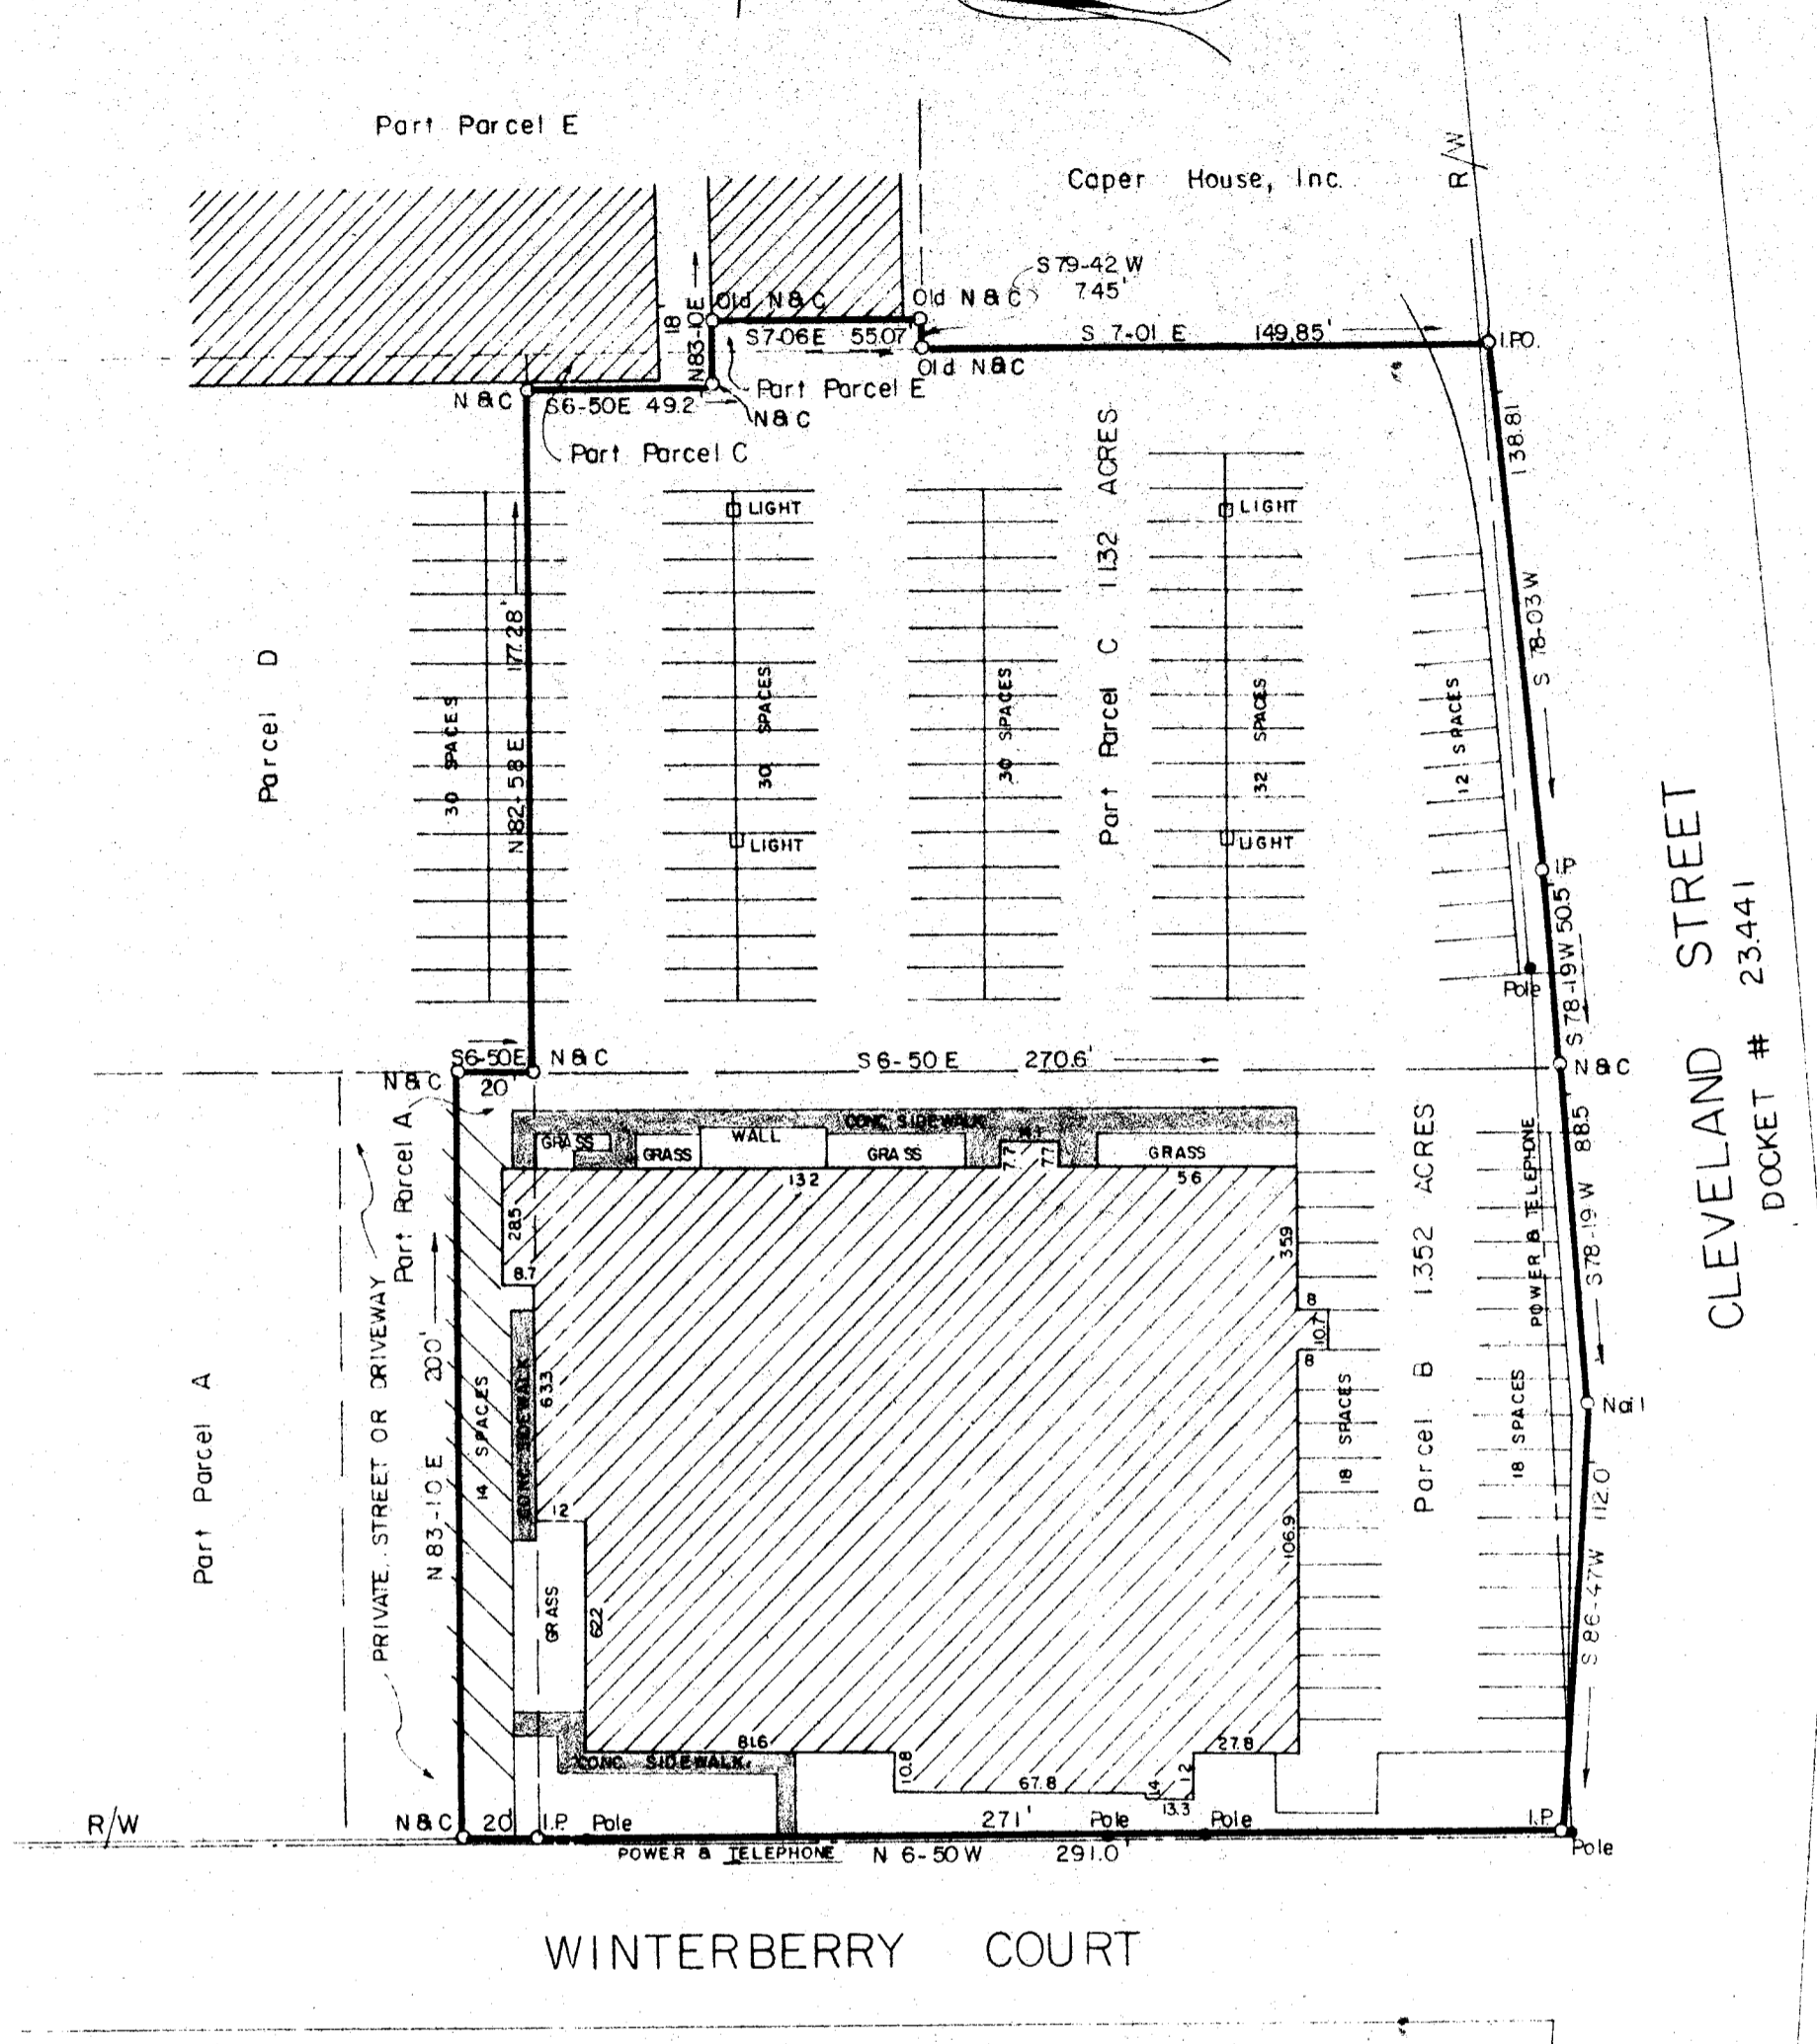 Part Parcel E
Caper House, Inc.
R/W
S 79-42 W
7.45'
Old N & C
Old N & C
18
N83-10E
S7-06E 55.07'
S 7-01 E 149.85'
I.P.O.
Old N&C
Part Parcel E
N & C
S6-50E 49.2'
N & C
Part Parcel C
138.81
LIGHT
LIGHT
Part Parcel C 1.132 ACRES
177.28'
N 82-58 E
S 78-03 W
Parcel D
30 SPACES
30 SPACES
30 SPACES
32 SPACES
12 SPACES
LIGHT
LIGHT
I.P.
S 78-19 W 50.5'
Pole
CLEVELAND STREET
DOCKET # 23.441
S6-50E
N & C
S 6-50 E 270.6'
N & C
N & C
20'
Part Parcel A
CONC. SIDEWALK
GRASS
GRASS
WALL
GRASS
7.7
7.7
GRASS
132
56
28.5
8.7
35.9
8
10.7
8
S78-19 W 88.5'
POWER & TELEPHONE
Parcel B 1.352 ACRES
PRIVATE STREET OR DRIVEWAY
N 83-10 E 200'
14 SPACES
CONC. SIDEWALK
63.3
Part Parcel A
18 SPACES
18 SPACES
Nail
12
106.9
S 86-47W 112.0'
GRASS
62.2
81.6
CONC. SIDEWALK
10.8
67.8
14
12
13.3
27.8
R/W
N & C
20'
I.P.
Pole
271'
Pole
Pole
I.P.
Pole
POWER & TELEPHONE
N 6-50 W 291.0'
WINTERBERRY COURT